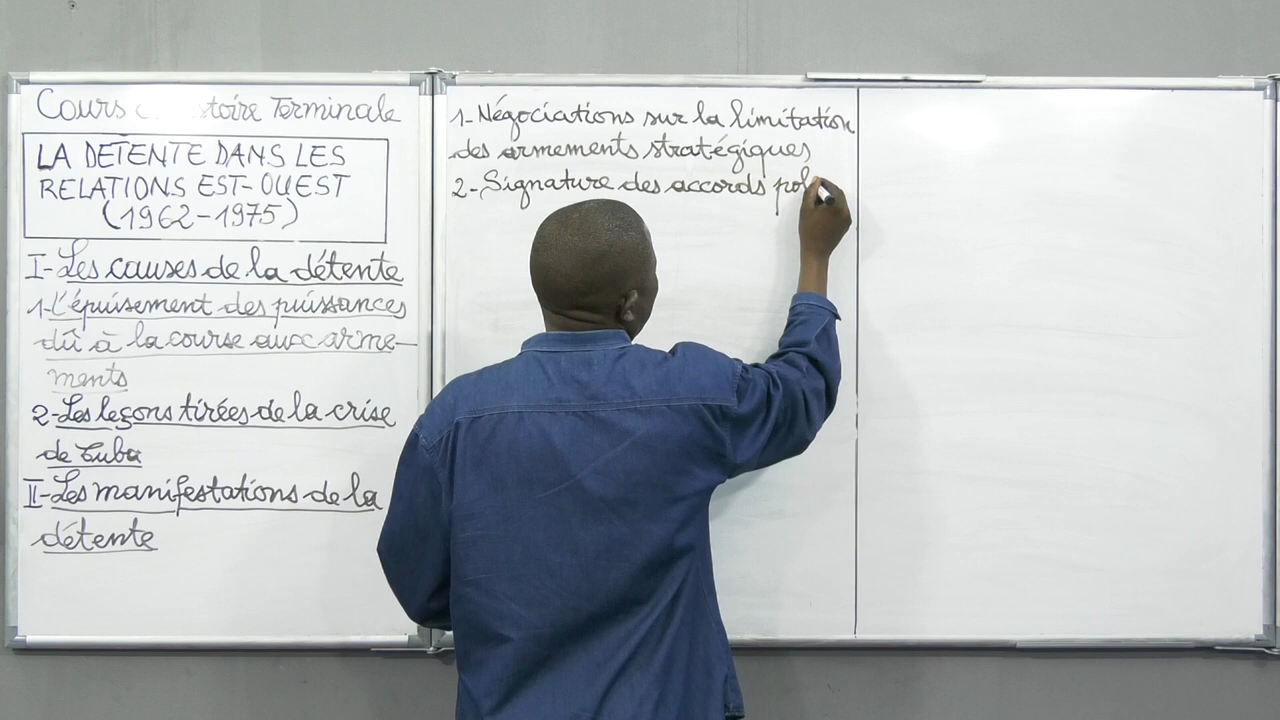 Cours Terminale
LA DETENTE DANS LES
RELATIONS EST-OUEST
(1962-1975)
I-Les causes de la détente
1-L'épuisement des puissances
dû à la course aux arme-
ments
2-Les leçons tirées de la crise
de Cuba
II-Les manifestations de la
détente
1-Négociations sur la limitation
des armements stratégiques
2-Signature des accords pol